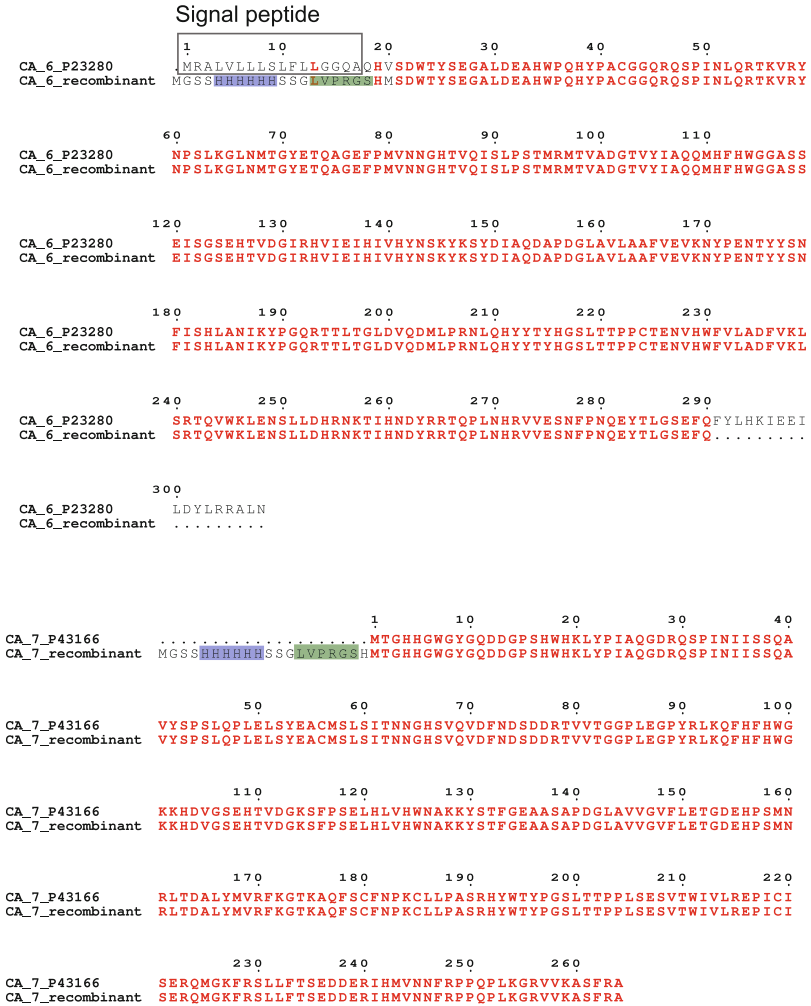 Signal peptide
1 10 20 30 40 50
CA_6_P23280 .MRALVLLLSLFLLGGQAQHVSDWTYSEGALDEAHWPQHYPACGGQRQSPINLQRTKVRY
CA_6_recombinant MGSSHHHHHHSSGLVPRGSHMSDWTYSEGALDEAHWPQHYPACGGQRQSPINLQRTKVRY
60 70 80 90 100 110
CA_6_P23280 NPSLKGLNMTGYETQAGEFPMVNNGHTVQISLPSTMRMTVADGTVYIAQQMHFHWGGASS
CA_6_recombinant NPSLKGLNMTGYETQAGEFPMVNNGHTVQISLPSTMRMTVADGTVYIAQQMHFHWGGASS
120 130 140 150 160 170
CA_6_P23280 EISGSEHTVDGIRHVIEIHIVHYNSKYKSYDIAQDAPDGLAVLAAFVEVKNYPENTYYSN
CA_6_recombinant EISGSEHTVDGIRHVIEIHIVHYNSKYKSYDIAQDAPDGLAVLAAFVEVKNYPENTYYSN
180 190 200 210 220 230
CA_6_P23280 FISHLANIKYPGQRTTLTGLDVQDMLPRNLQHYYTYHGSLTTPPCTENVHWFVLADFVKL
CA_6_recombinant FISHLANIKYPGQRTTLTGLDVQDMLPRNLQHYYTYHGSLTTPPCTENVHWFVLADFVKL
240 250 260 270 280 290
CA_6_P23280 SRTQVWKLENSLLDHRNKTIHNDYRRTQPLNHRVVESNFPNQEYTLGSEFQFYLHKIEEI
CA_6_recombinant SRTQVWKLENSLLDHRNKTIHNDYRRTQPLNHRVVESNFPNQEYTLGSEFQ.........
300
CA_6_P23280 LDYLRRALN
CA_6_recombinant .........
1 10 20 30 40
CA_7_P43166 ....................MTGHHGWGYGQDDGPSHWHKLYPIAQGDRQSPINIISSQA
CA_7_recombinant MGSSHHHHHHSSGLVPRGSHMTGHHGWGYGQDDGPSHWHKLYPIAQGDRQSPINIISSQA
50 60 70 80 90 100
CA_7_P43166 VYSPSLQPLELSYEACMSLSITNNGHSVQVDFNDSDDRTVVTGGPLEGPYRLKQFHFHWG
CA_7_recombinant VYSPSLQPLELSYEACMSLSITNNGHSVQVDFNDSDDRTVVTGGPLEGPYRLKQFHFHWG
110 120 130 140 150 160
CA_7_P43166 KKHDVGSEHTVDGKSFPSELHLVHWNAKKYSTFGEAASAPDGLAVVGVFLETGDEHPSMN
CA_7_recombinant KKHDVGSEHTVDGKSFPSELHLVHWNAKKYSTFGEAASAPDGLAVVGVFLETGDEHPSMN
170 180 190 200 210 220
CA_7_P43166 RLTDALYMVRFKGTKAQFSCFNPKCLLPASRHYWTYPGSLTTPPLSESVTWIVLREPICI
CA_7_recombinant RLTDALYMVRFKGTKAQFSCFNPKCLLPASRHYWTYPGSLTTPPLSESVTWIVLREPICI
230 240 250 260
CA_7_P43166 SERQMGKFRSLLFTSEDDERIHMVNNFRPPQPLKGRVVKASFRA
CA_7_recombinant SERQMGKFRSLLFTSEDDERIHMVNNFRPPQPLKGRVVKASFRA